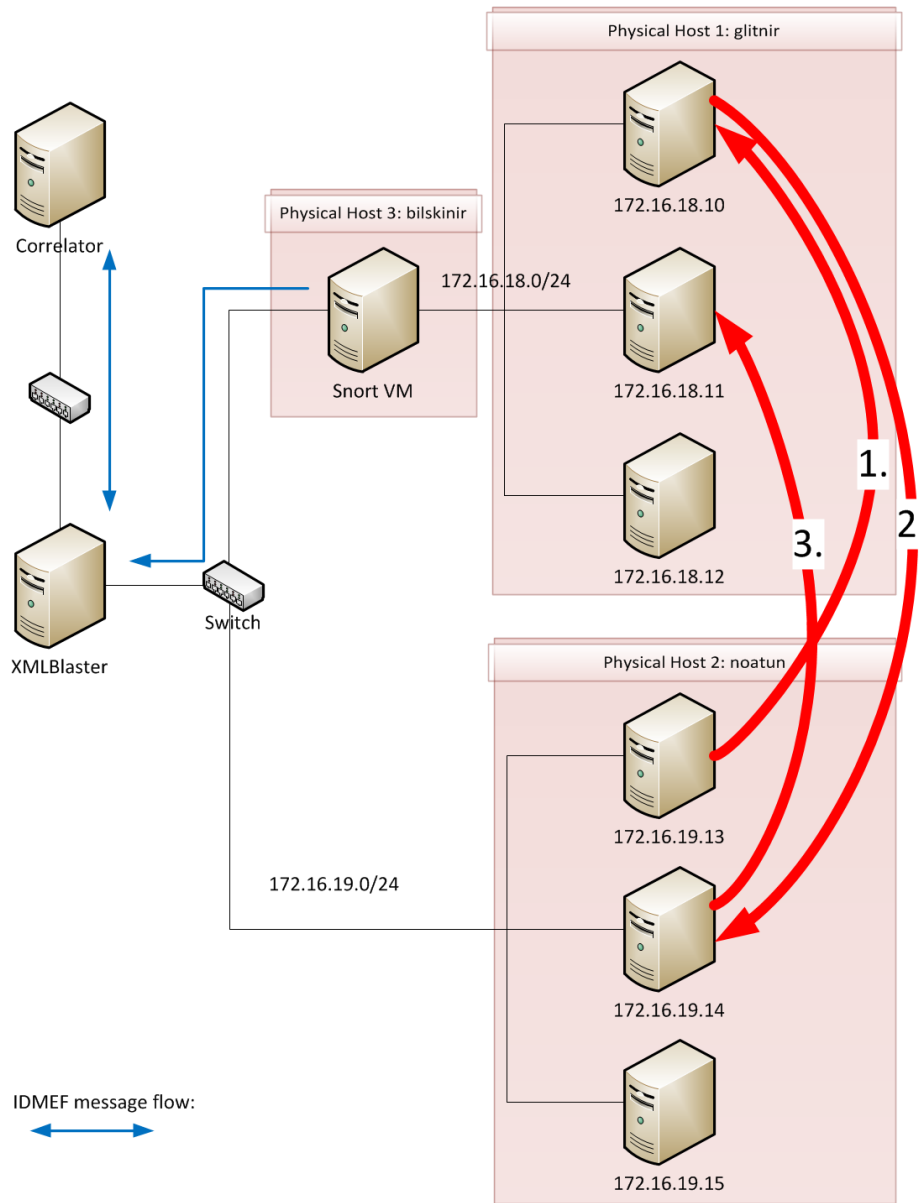 Physical Host 1: glitnir
172.16.18.10
Correlator
Physical Host 3: bilskinir
172.16.18.0/24
Snort VM
172.16.18.11
1.
2
3.
172.16.18.12
Switch
XMLBlaster
Physical Host 2: noatun
172.16.19.13
172.16.19.0/24
172.16.19.14
IDMEF message flow:
172.16.19.15